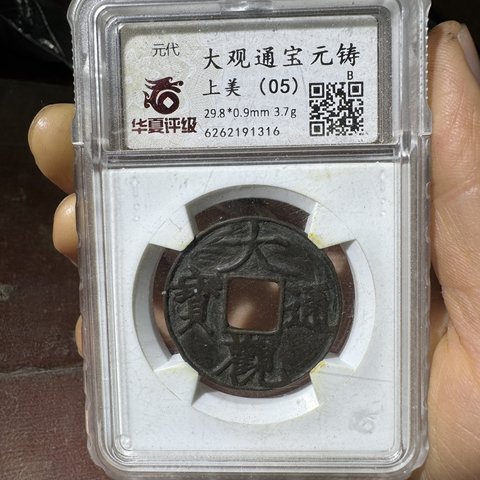 元代
华夏评级
大观通宝元铸
上美（05）
B
29.8*0.9mm 3.7g
6262191316
大
寳 通
觀